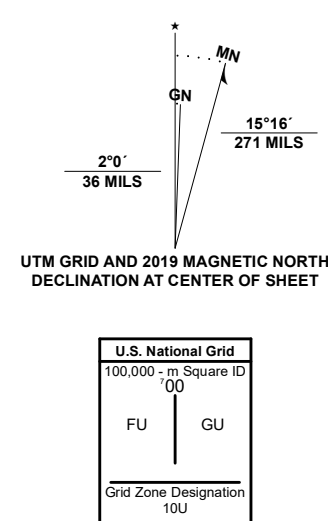 ★
MN
GN
15°16´
271 MILS
2°0´
36 MILS
UTM GRID AND 2019 MAGNETIC NORTH
DECLINATION AT CENTER OF SHEET
U.S. National Grid
100,000 - m Square ID
⁷00
FU GU
Grid Zone Designation
10U